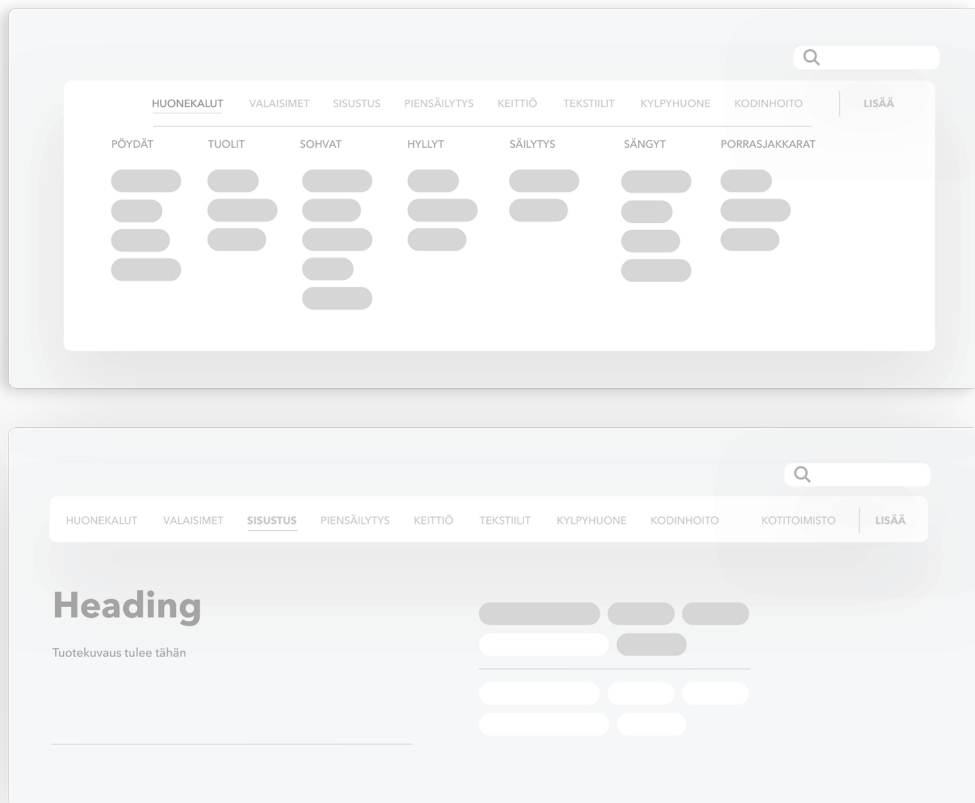 HUONEKALUT VALAISIMET SISUSTUS PIENSÄILYTYS KEITTIÖ TEKSTIILIT KYLPYHUONE KODINHOITO LISÄÄ
PÖYDÄT TUOLIT SOHVAT HYLLYT SÄILYTYS SÄNGYT PORRASJAKKARAT
HUONEKALUT VALAISIMET SISUSTUS PIENSÄILYTYS KEITTIÖ TEKSTIILIT KYLPYHUONE KODINHOITO KOTITOIMISTO LISÄÄ
Heading
Tuotekuvaus tulee tähän